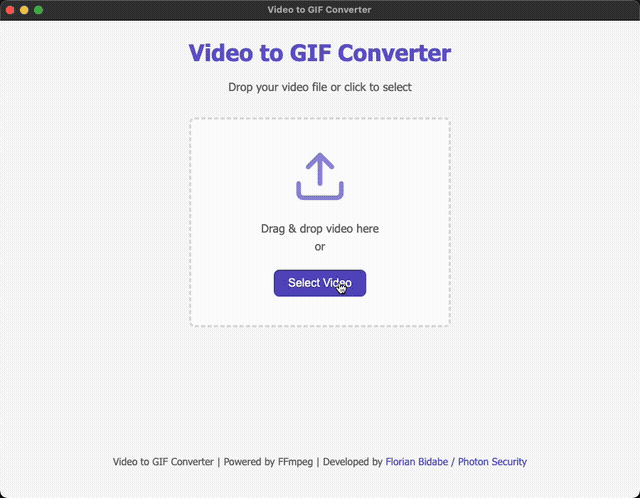 Video to GIF Converter
Video to GIF Converter
Drop your video file or click to select
Drag & drop video here
or
Select Video
Video to GIF Converter | Powered by FFmpeg | Developed by Florian Bidabe / Photon Security